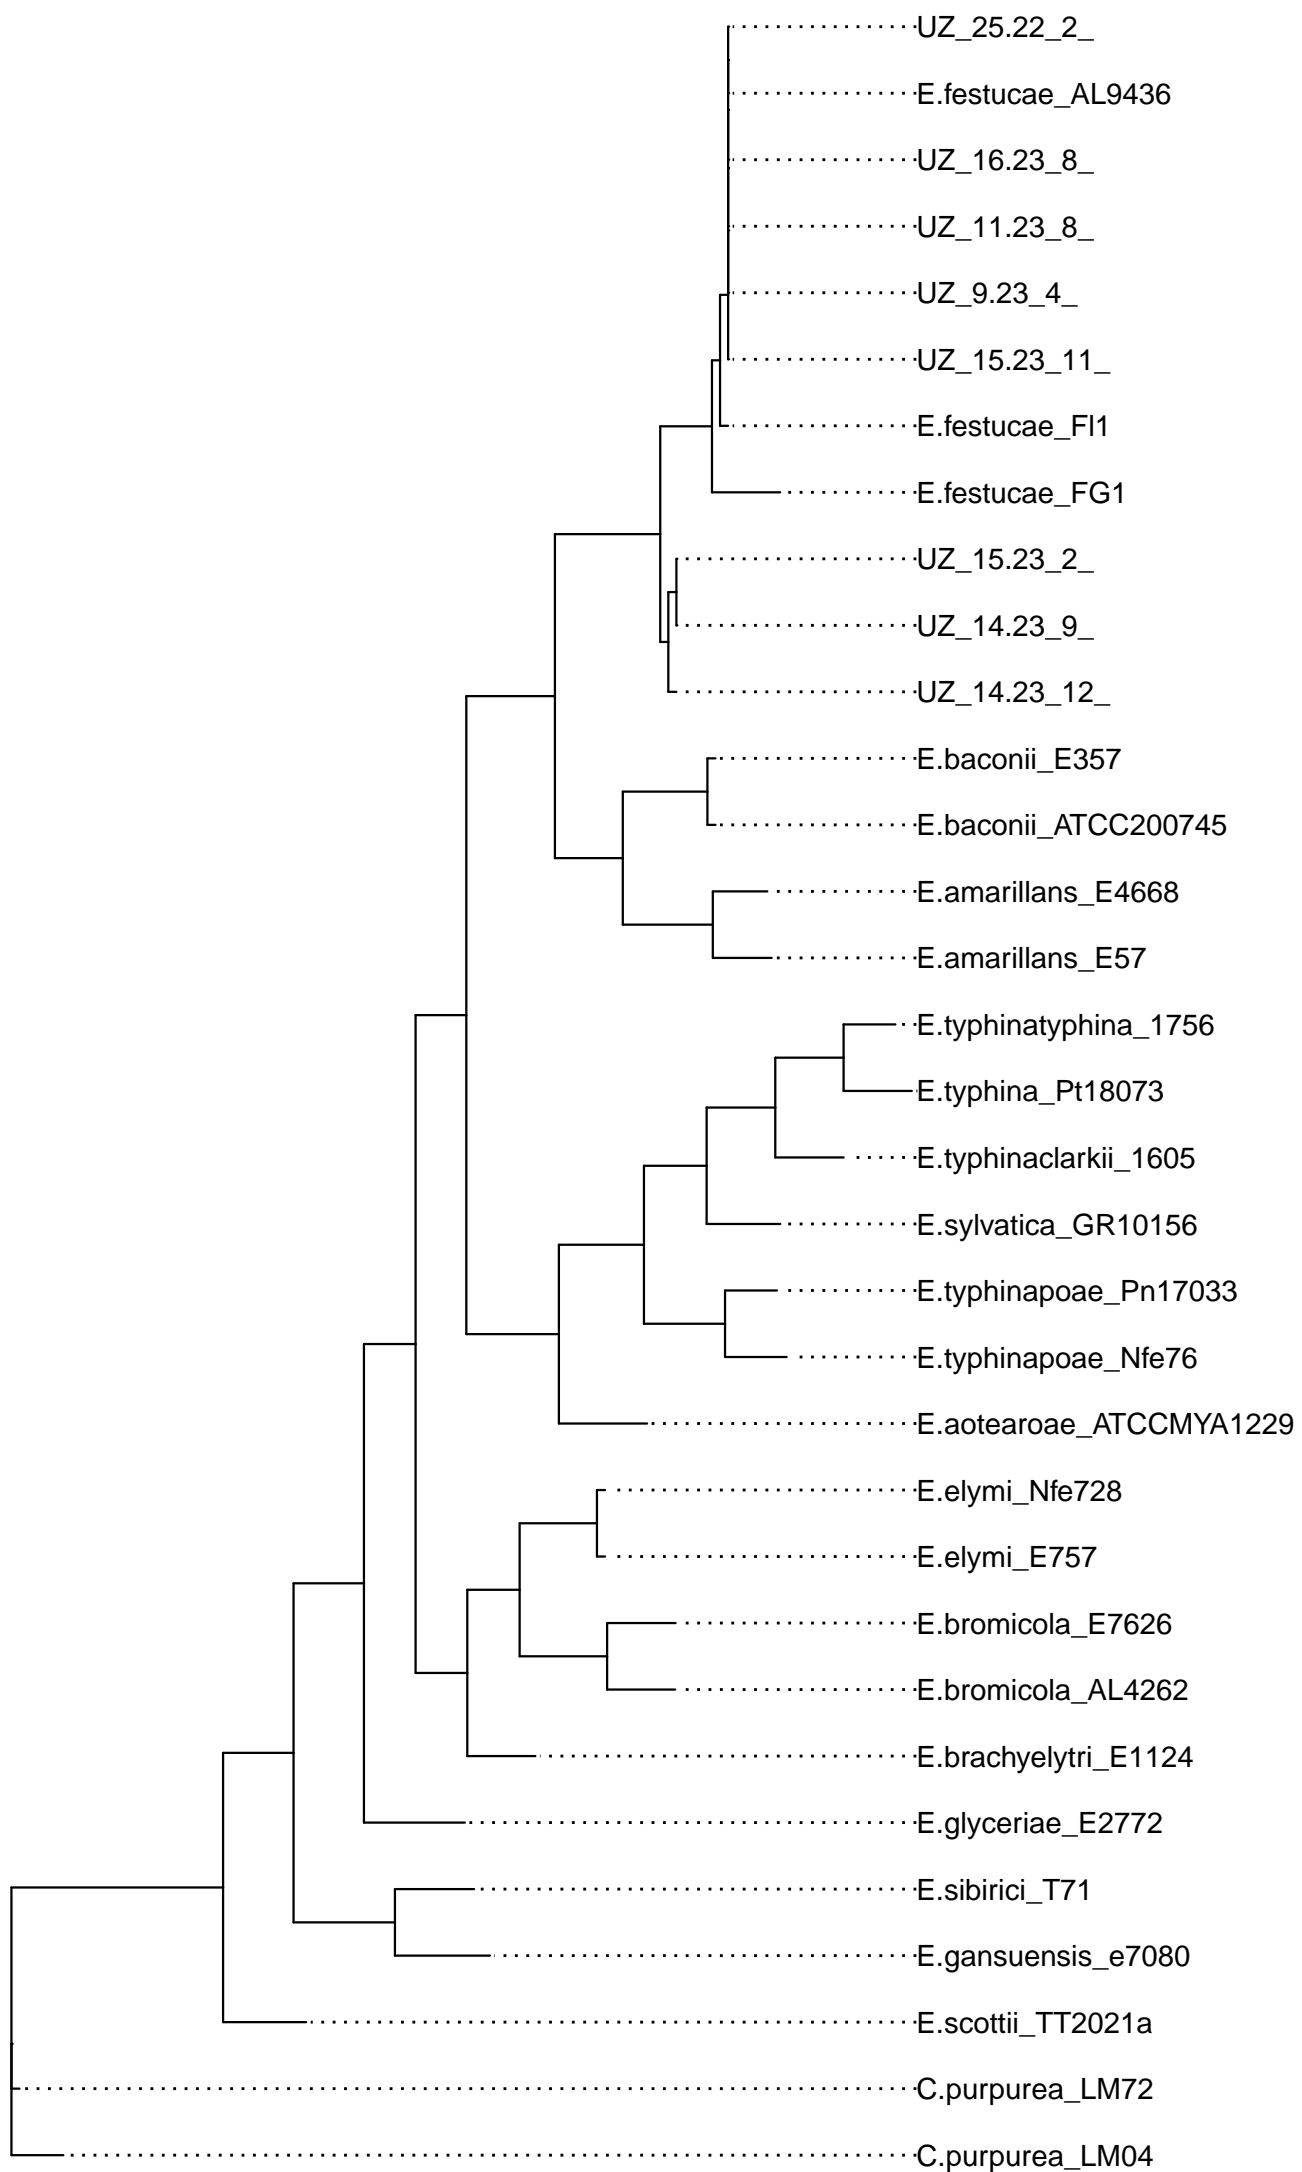 UZ_25.22_2_
E.festucae_AL9436
UZ_16.23_8_
UZ_11.23_8_
UZ_9.23_4_
UZ_15.23_11_
E.festucae_Fl1
E.festucae_FG1
UZ_15.23_2_
UZ_14.23_9_
UZ_14.23_12_
E.baconii_E357
E.baconii_ATCC200745
E.amarillans_E4668
E.amarillans_E57
E.typhinatyphina_1756
E.typhina_Pt18073
E.typhinaclarkii_1605
E.sylvatica_GR10156
E.typhinapoae_Pn17033
E.typhinapoae_Nfe76
E.aotearoae_ATCCMYA1229
E.elymi_Nfe728
E.elymi_E757
E.bromicola_E7626
E.bromicola_AL4262
E.brachyelytri_E1124
E.glyceriae_E2772
E.sibirici_T71
E.gansuensis_e7080
E.scottii_TT2021a
C.purpurea_LM72
C.purpurea_LM04